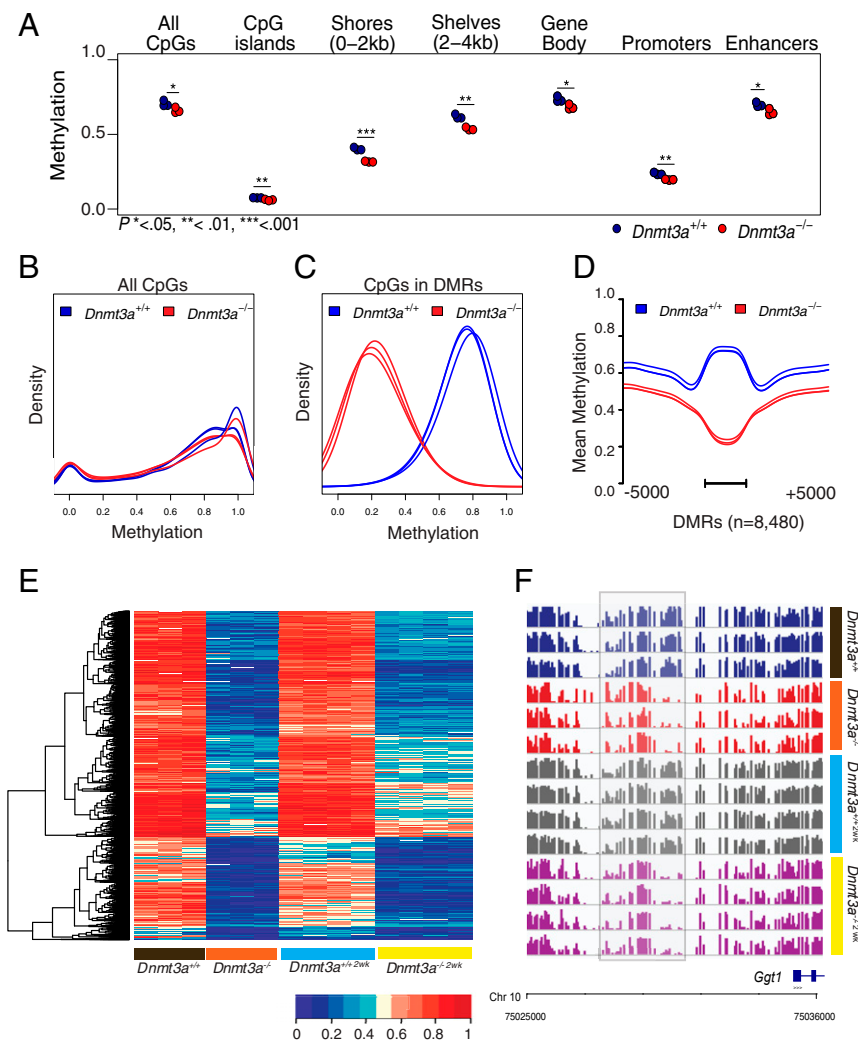 A
All CpGs
CpG islands
Shores (0–2kb)
Shelves (2–4kb)
Gene Body
Promoters
Enhancers
Methylation
1.0
0.5
0.0
P *<.05, **< .01, ***<.001
* ** *** ** * ** *
Dnmt3a+/+ Dnmt3a−/−
B
All CpGs
Dnmt3a+/+ Dnmt3a−/−
Density
0.0 0.2 0.4 0.6 0.8 1.0
Methylation
C
CpGs in DMRs
Dnmt3a+/+ Dnmt3a−/−
Density
0.0 0.2 0.4 0.6 0.8 1.0
Methylation
D
Dnmt3a+/+ Dnmt3a−/−
Mean Methylation
1.0
0.8
0.6
0.4
0.2
0.0
-5000 +5000
DMRs (n=8,480)
E
Dnmt3a+/+ Dnmt3a-/- Dnmt3a+/+ 2wk Dnmt3a-/- 2wk
0 0.2 0.4 0.6 0.8 1
F
Dnmt3a+/+
Dnmt3a-/-
Dnmt3a+/+ 2wk
Dnmt3a-/- 2wk
Ggt1
>>>
Chr 10
75025000 75036000